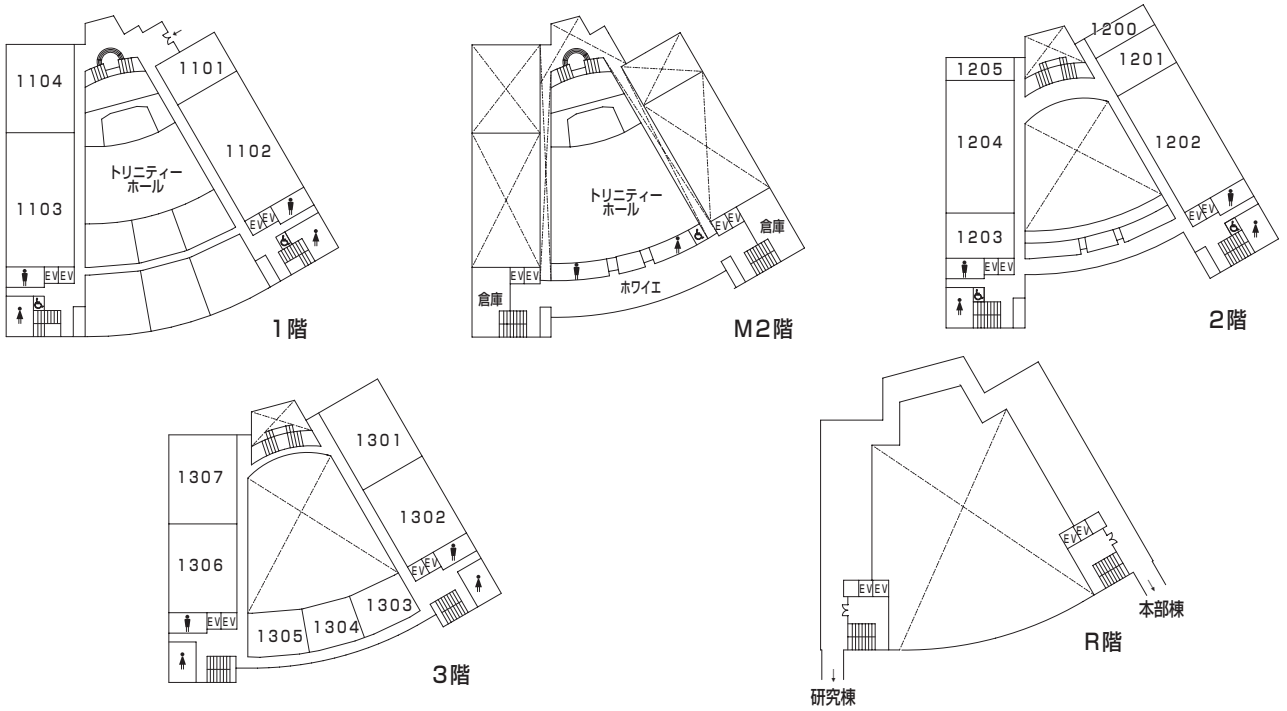 1104
1101
1102
トリニティー
ホール
1103
EV EV
EV EV
1階
トリニティー
ホール
倉庫
EV EV
EV EV
ホワイエ
倉庫
M2階
1200
1205
1201
1204
1202
1203
EV EV
EV EV
2階
1301
1307
1302
1306
EV EV
1303
1304
1305
EV EV
3階
EV EV
EV EV
本部棟
R階
研究棟